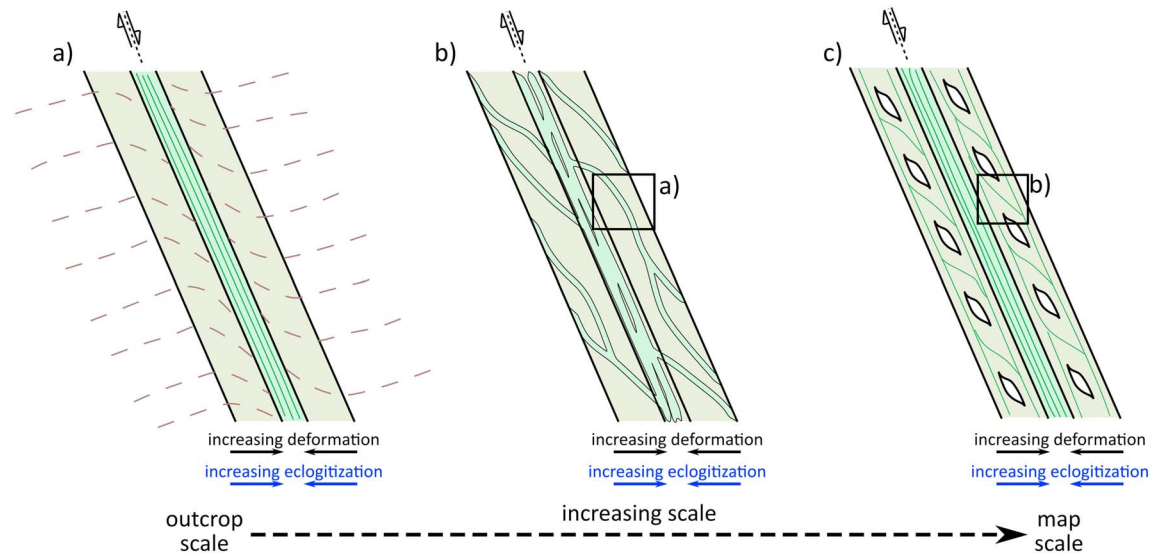 a)
b)
c)
a)
b)
increasing deformation
increasing eclogitization
increasing deformation
increasing eclogitization
increasing deformation
increasing eclogitization
outcrop
scale
increasing scale
map
scale